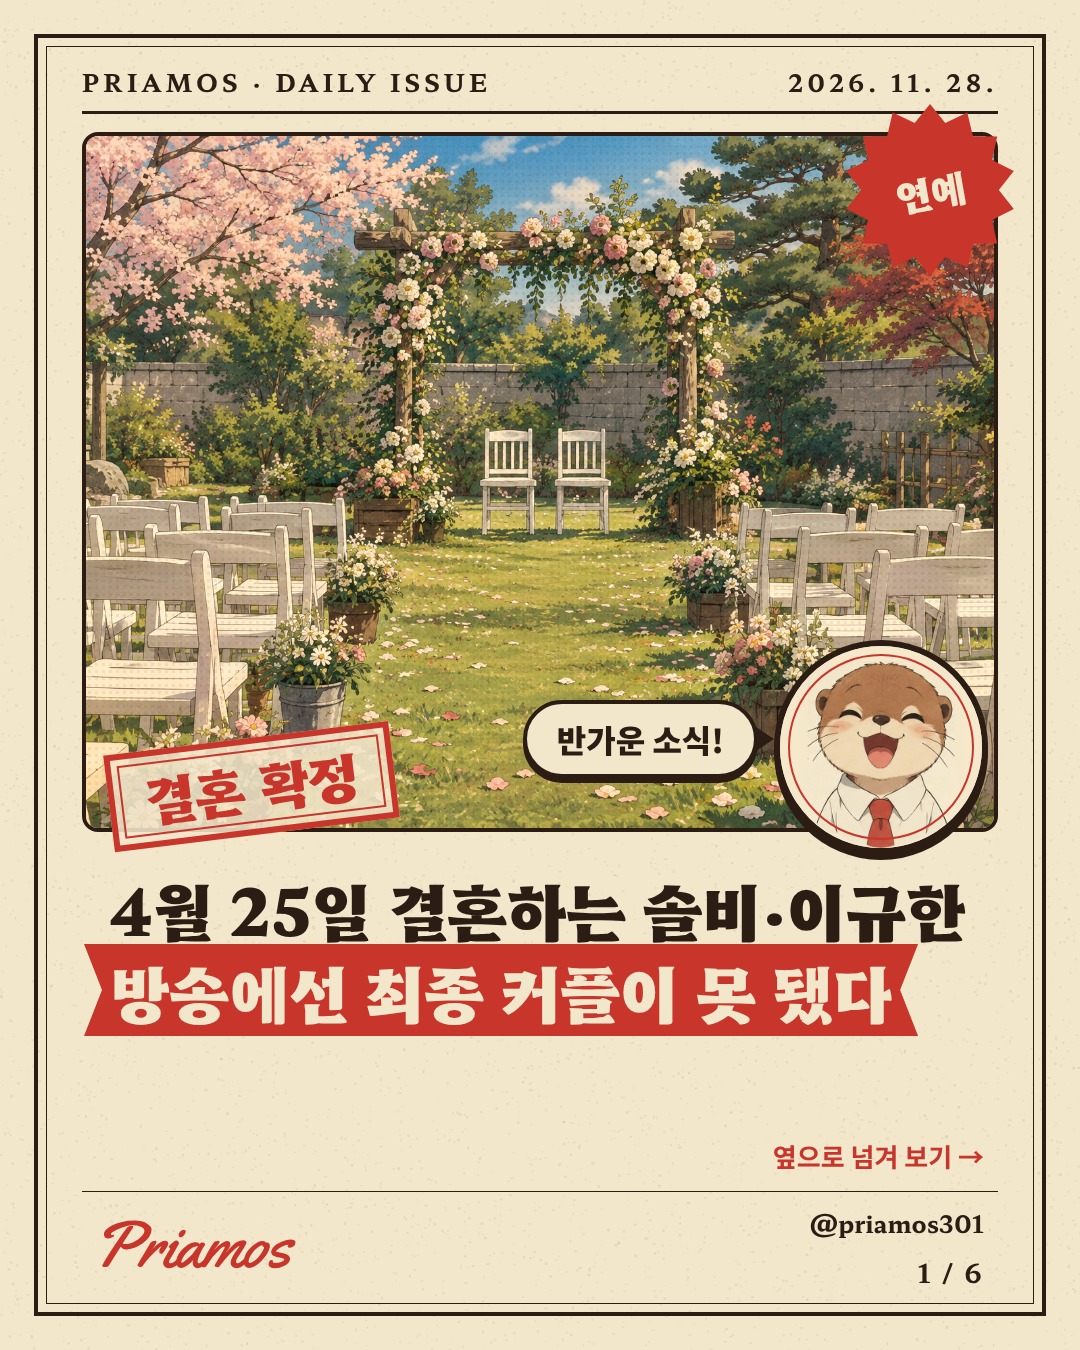 PRIAMOS · DAILY ISSUE
2026. 11. 28.
연예
반가운 소식!
결혼 확정
4월 25일 결혼하는 솔비·이규한
방송에선 최종 커플이 못 됐다
옆으로 넘겨 보기 →
Priamos
@priamos301
1 / 6